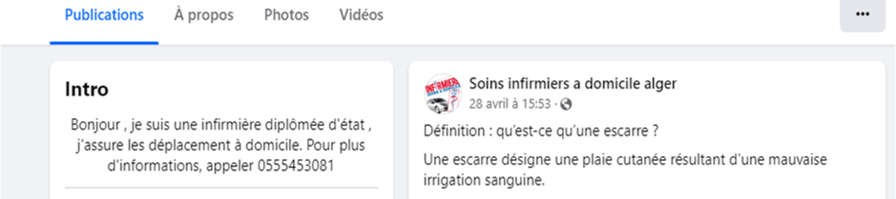 Publications
À propos
Photos
Vidéos
Intro
Bonjour , je suis une infirmière diplômée d'état ,
j'assure les déplacement à domicile. Pour plus
d'informations, appeler 0555453081
INFIRMIERE
Soins infirmiers a domicile alger
28 avril à 15:53 ·
Définition : qu'est-ce qu'une escarre ?
Une escarre désigne une plaie cutanée résultant d'une mauvaise
irrigation sanguine.